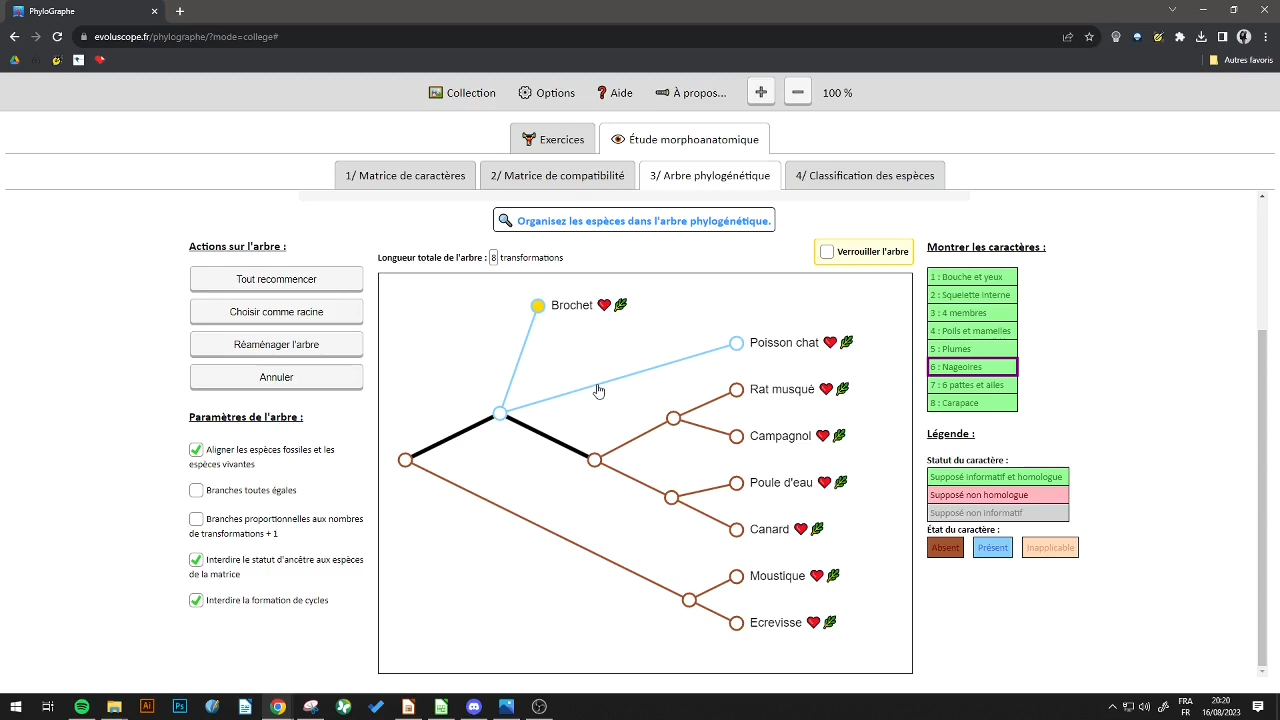 PhyloGraphe
evoluscope.fr/phylographe/?mode=college#
Autres favoris
Collection
Options
Aide
À propos...
100 %
Exercices
Étude morphoanatomique
1/ Matrice de caractères
2/ Matrice de compatibilité
3/ Arbre phylogénétique
4/ Classification des espèces
Organisez les espèces dans l'arbre phylogénétique.
Actions sur l'arbre :
Tout recommencer
Choisir comme racine
Réaménager l'arbre
Annuler
Paramètres de l'arbre :
Aligner les espèces fossiles et les
espèces vivantes
Branches toutes égales
Branches proportionnelles aux nombres
de transformations + 1
Interdire le statut d'ancêtre aux espèces
de la matrice
Interdire la formation de cycles
Longueur totale de l'arbre : 8 transformations
Verrouiller l'arbre
Brochet
Poisson chat
Rat musqué
Campagnol
Poule d'eau
Canard
Moustique
Ecrevisse
Montrer les caractères :
1 : Bouche et yeux
2 : Squelette interne
3 : 4 membres
4 : Poils et mamelles
5 : Plumes
6 : Nageoires
7 : 6 pattes et ailes
8 : Carapace
Légende :
Statut du caractère :
Supposé informatif et homologue
Supposé non homologue
Supposé non informatif
État du caractère :
Absent
Présent
Inapplicable
Ai
Ps
FRA
FR
20:20
16/08/2023